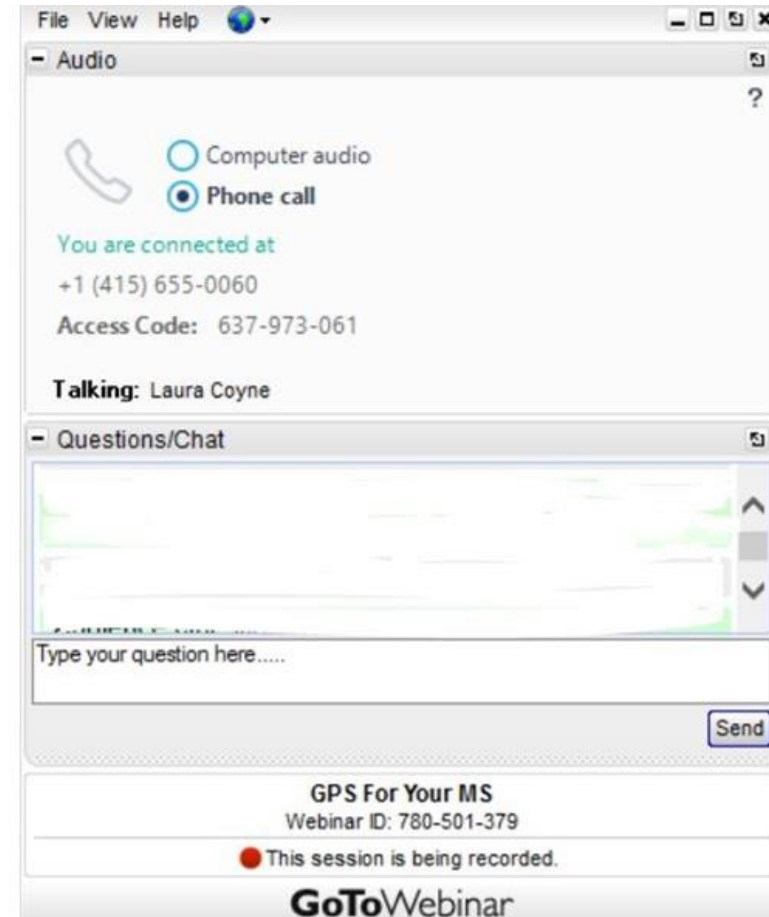 File View Help
Audio
?
Computer audio
Phone call
You are connected at
+1 (415) 655-0060
Access Code: 637-973-061
Talking: Laura Coyne
Questions/Chat
Type your question here.....
Send
GPS For Your MS
Webinar ID: 780-501-379
This session is being recorded.
GoToWebinar